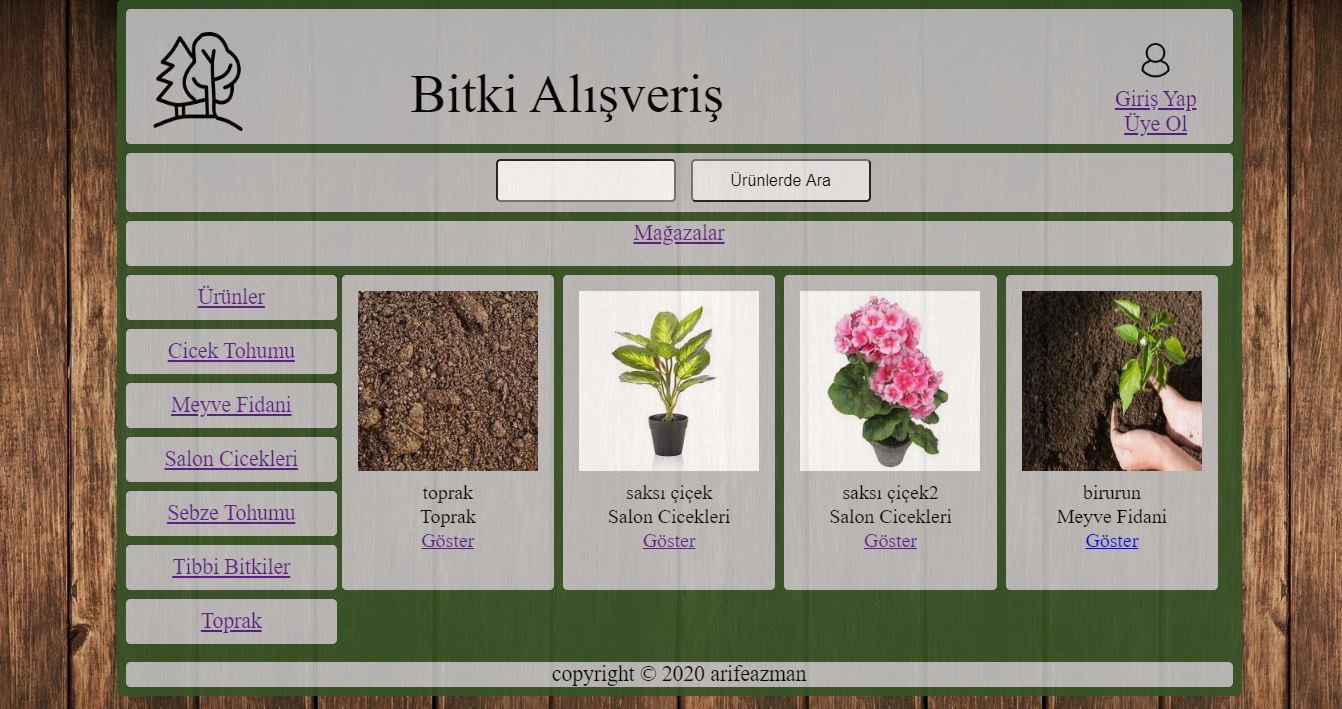 Bitki Alışveriş
Giriş Yap
Üye Ol
Ürünlerde Ara
Mağazalar
Ürünler
Cicek Tohumu
Meyve Fidani
Salon Cicekleri
Sebze Tohumu
Tibbi Bitkiler
Toprak
toprak
Toprak
Göster
saksı çiçek
Salon Cicekleri
Göster
saksı çiçek2
Salon Cicekleri
Göster
birurun
Meyve Fidani
Göster
copyright © 2020 arifeazman